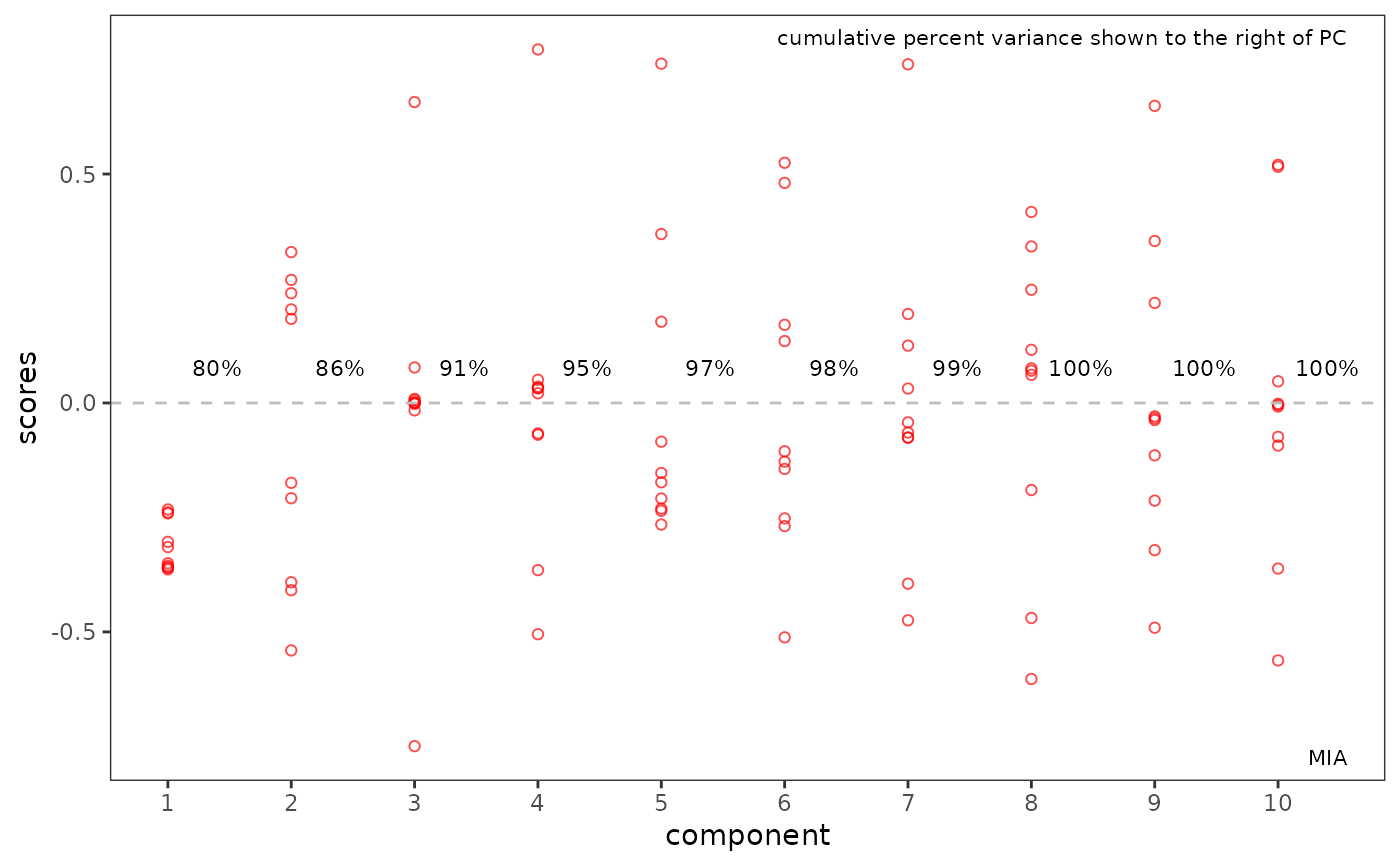 cumulative percent variance shown to the right of PC
0.5
80% 86% 91% 95% 97% 98% 99% 100% 100% 100%
0.0
scores
-0.5
MIA
1 2 3 4 5 6 7 8 9 10
component